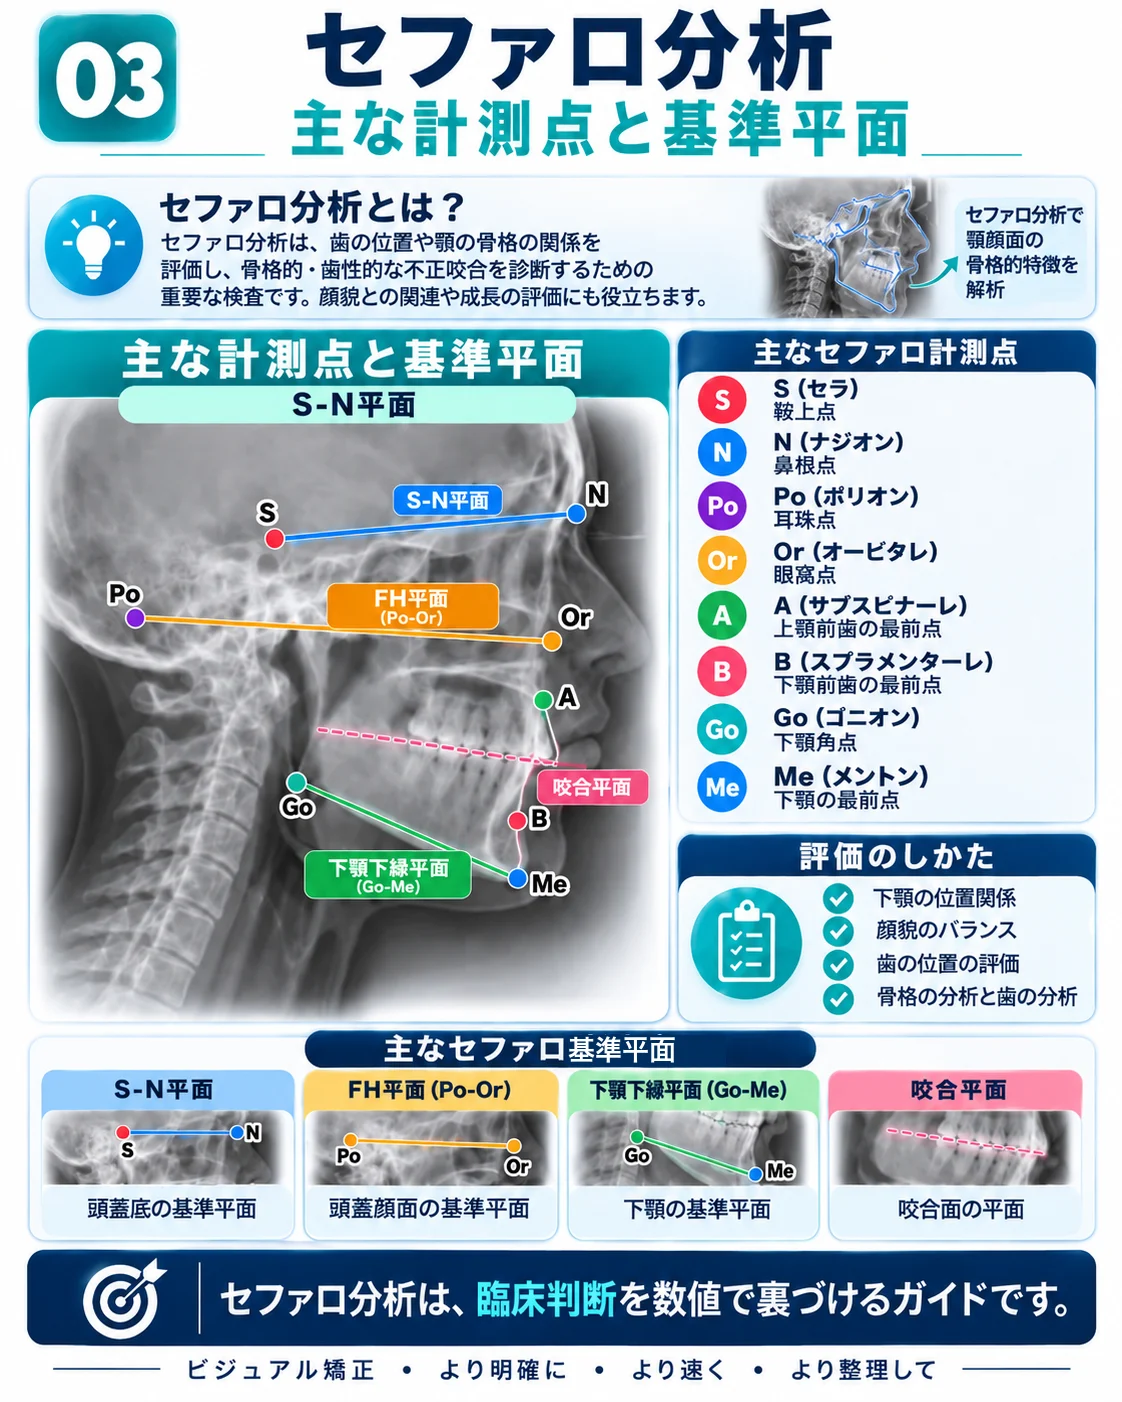 03
セファロ分析
主な計測点と基準平面
セファロ分析とは？
セファロ分析は、歯の位置や顎の骨格の関係を
評価し、骨格的・歯性的な不正咬合を診断するための
重要な検査です。顔貌との関連や成長の評価にも役立ちます。
セファロ分析で
顎顔面の
骨格的特徴を
解析
主な計測点と基準平面
S-N平面
S
S-N平面
N
Po
FH平面
(Po-Or)
Or
A
咬合平面
Go
B
下顎下縁平面
(Go-Me)
Me
主なセファロ計測点
S
S（セラ）
鞍上点
N
N（ナジオン）
鼻根点
Po
Po（ポリオン）
耳珠点
Or
Or（オービタレ）
眼窩点
A
A（サブスピナーレ）
上顎前歯の最前点
B
B（スプラメンターレ）
下顎前歯の最前点
Go
Go（ゴニオン）
下顎角点
Me
Me（メントン）
下顎の最前点
評価のしかた
下顎の位置関係
顔貌のバランス
歯の位置の評価
骨格の分析と歯の分析
主なセファロ基準平面
S-N平面
S
N
頭蓋底の基準平面
FH平面 (Po-Or)
Po
Or
頭蓋顔面の基準平面
下顎下縁平面 (Go-Me)
Go
Me
下顎の基準平面
咬合平面
咬合面の平面
セファロ分析は、臨床判断を数値で裏づけるガイドです。
ビジュアル矯正 • より明確に • より速く • より整理して